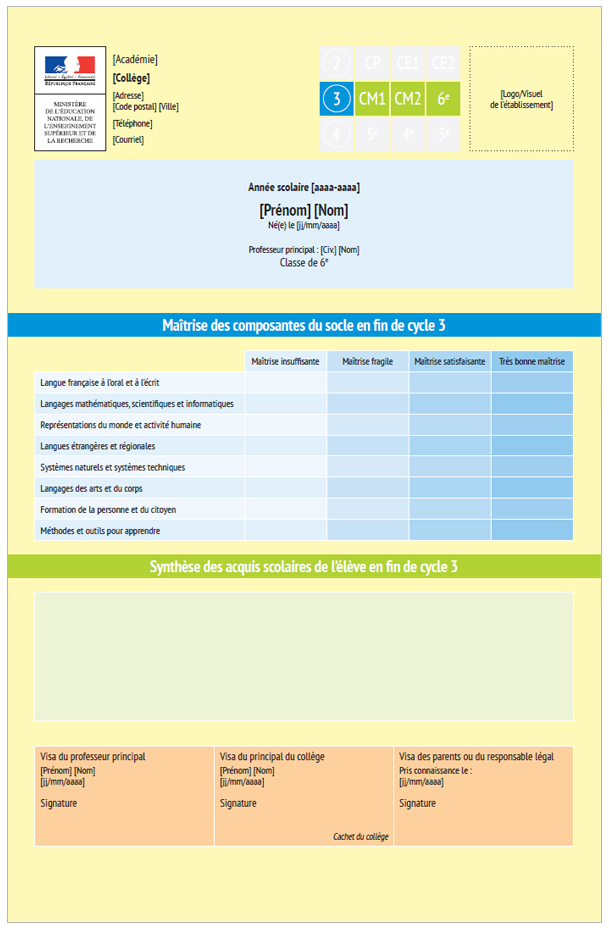 Liberté • Égalité • Fraternité
RÉPUBLIQUE FRANÇAISE
MINISTÈRE
DE L'ÉDUCATION
NATIONALE, DE
L'ENSEIGNEMENT
SUPÉRIEUR ET DE
LA RECHERCHE
[Académie]
[Collège]
[Adresse]
[Code postal] [Ville]
[Téléphone]
[Courriel]
2 CP CE1 CE2
3 CM1 CM2 6e
4 5e 4e 3e
[Logo/Visuel
de l'établissement]
Année scolaire [aaaa-aaaa]
[Prénom] [Nom]
Né(e) le [jj/mm/aaaa]
Professeur principal : [Civ.] [Nom]
Classe de 6e
Maîtrise des composantes du socle en fin de cycle 3
Maîtrise insuffisante Maîtrise fragile Maîtrise satisfaisante Très bonne maîtrise
Langue française à l'oral et à l'écrit
Langages mathématiques, scientifiques et informatiques
Représentations du monde et activité humaine
Langues étrangères et régionales
Systèmes naturels et systèmes techniques
Langages des arts et du corps
Formation de la personne et du citoyen
Méthodes et outils pour apprendre
Synthèse des acquis scolaires de l'élève en fin de cycle 3
Visa du professeur principal
[Prénom] [Nom]
[jj/mm/aaaa]
Signature
Visa du principal du collège
[Prénom] [Nom]
[jj/mm/aaaa]
Signature
Cachet du collège
Visa des parents ou du responsable légal
Pris connaissance le :
[jj/mm/aaaa]
Signature